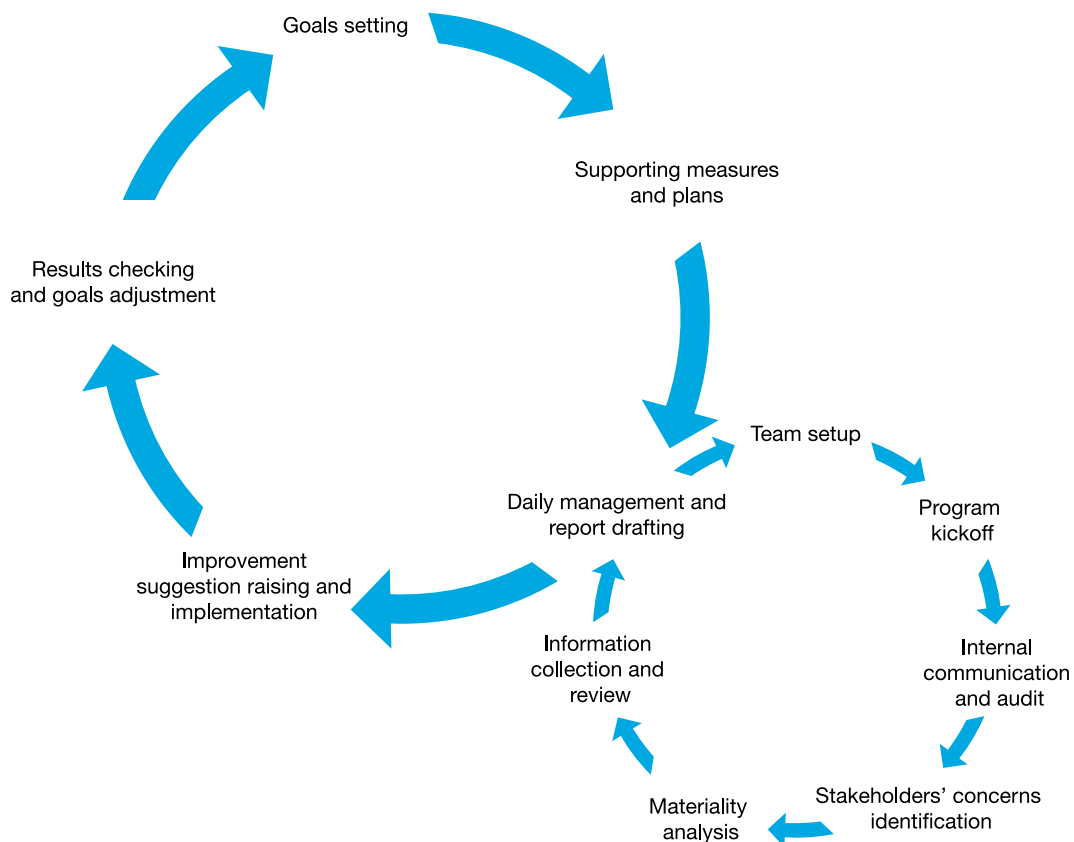 Goals setting
Supporting measures
and plans
Results checking
and goals adjustment
Team setup
Daily management and
report drafting
Program
kickoff
Improvement
suggestion raising and
implementation
Information
collection and
review
Internal
communication
and audit
Stakeholders’ concerns
identification
Materiality
analysis